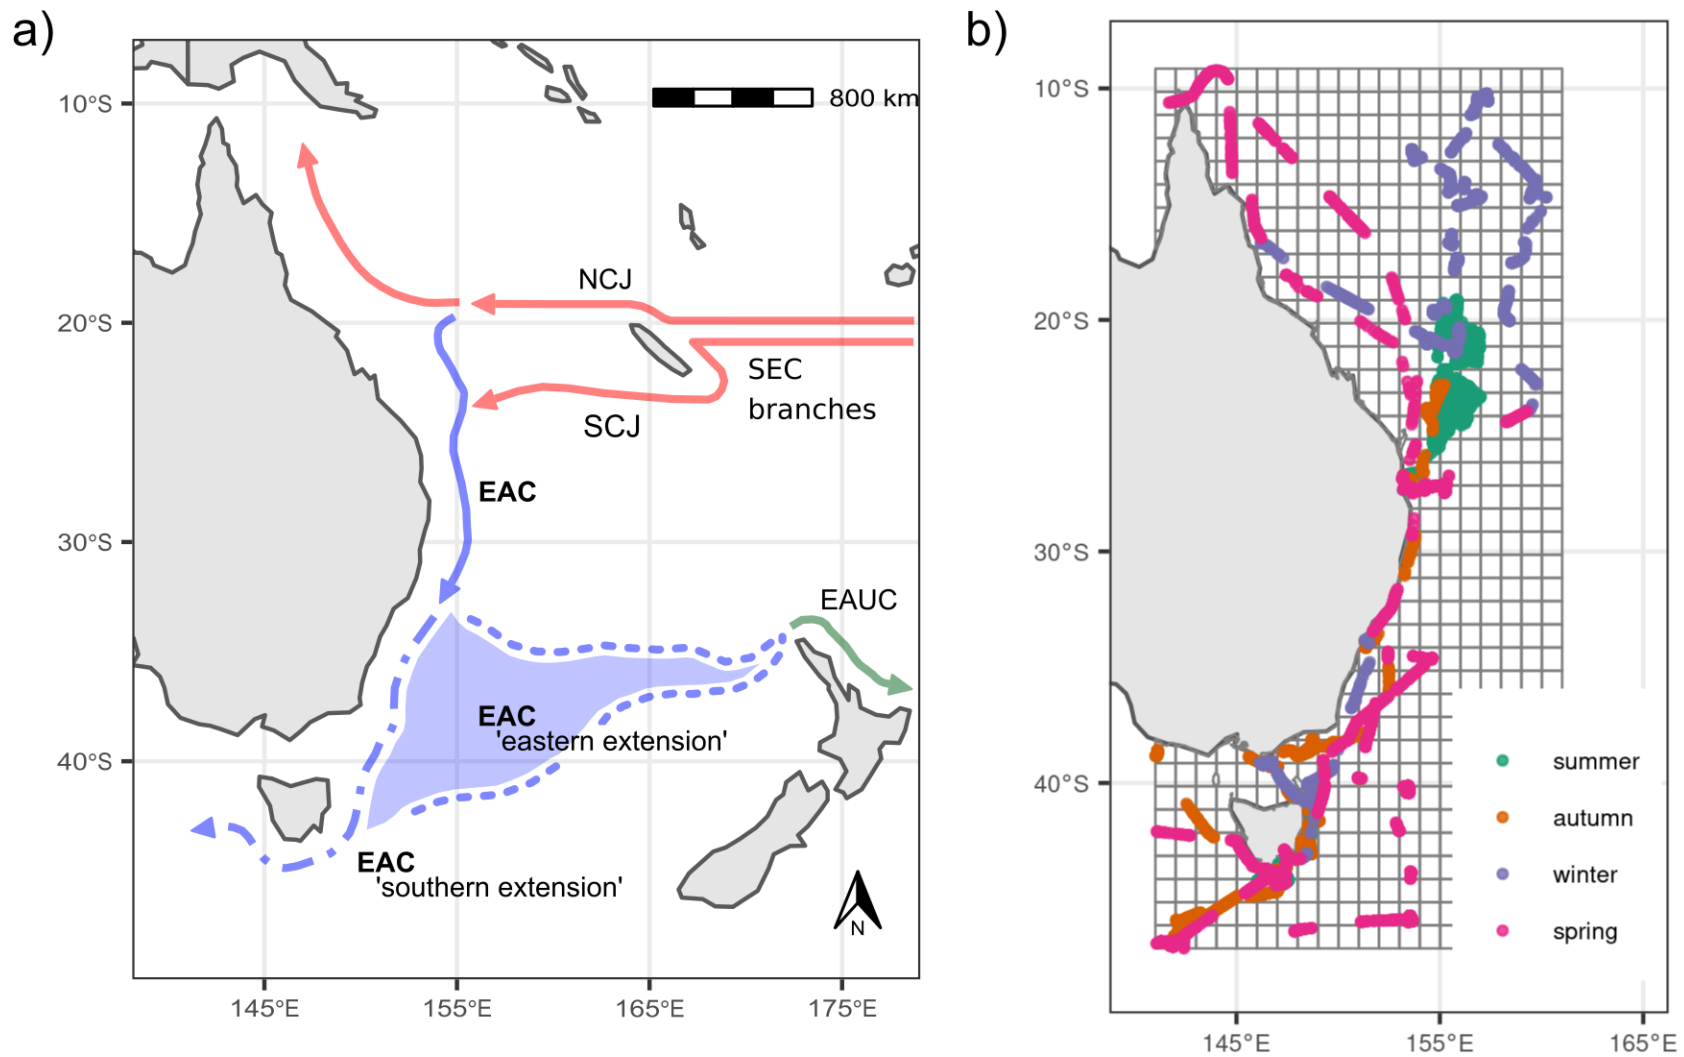 a)
10°S
20°S
30°S
40°S
145°E
155°E
165°E
175°E
800 km
NCJ
SEC
branches
SCJ
EAC
EAUC
EAC
'eastern extension'
EAC
'southern extension'
N
b)
10°S
20°S
30°S
40°S
145°E
155°E
165°E
summer
autumn
winter
spring